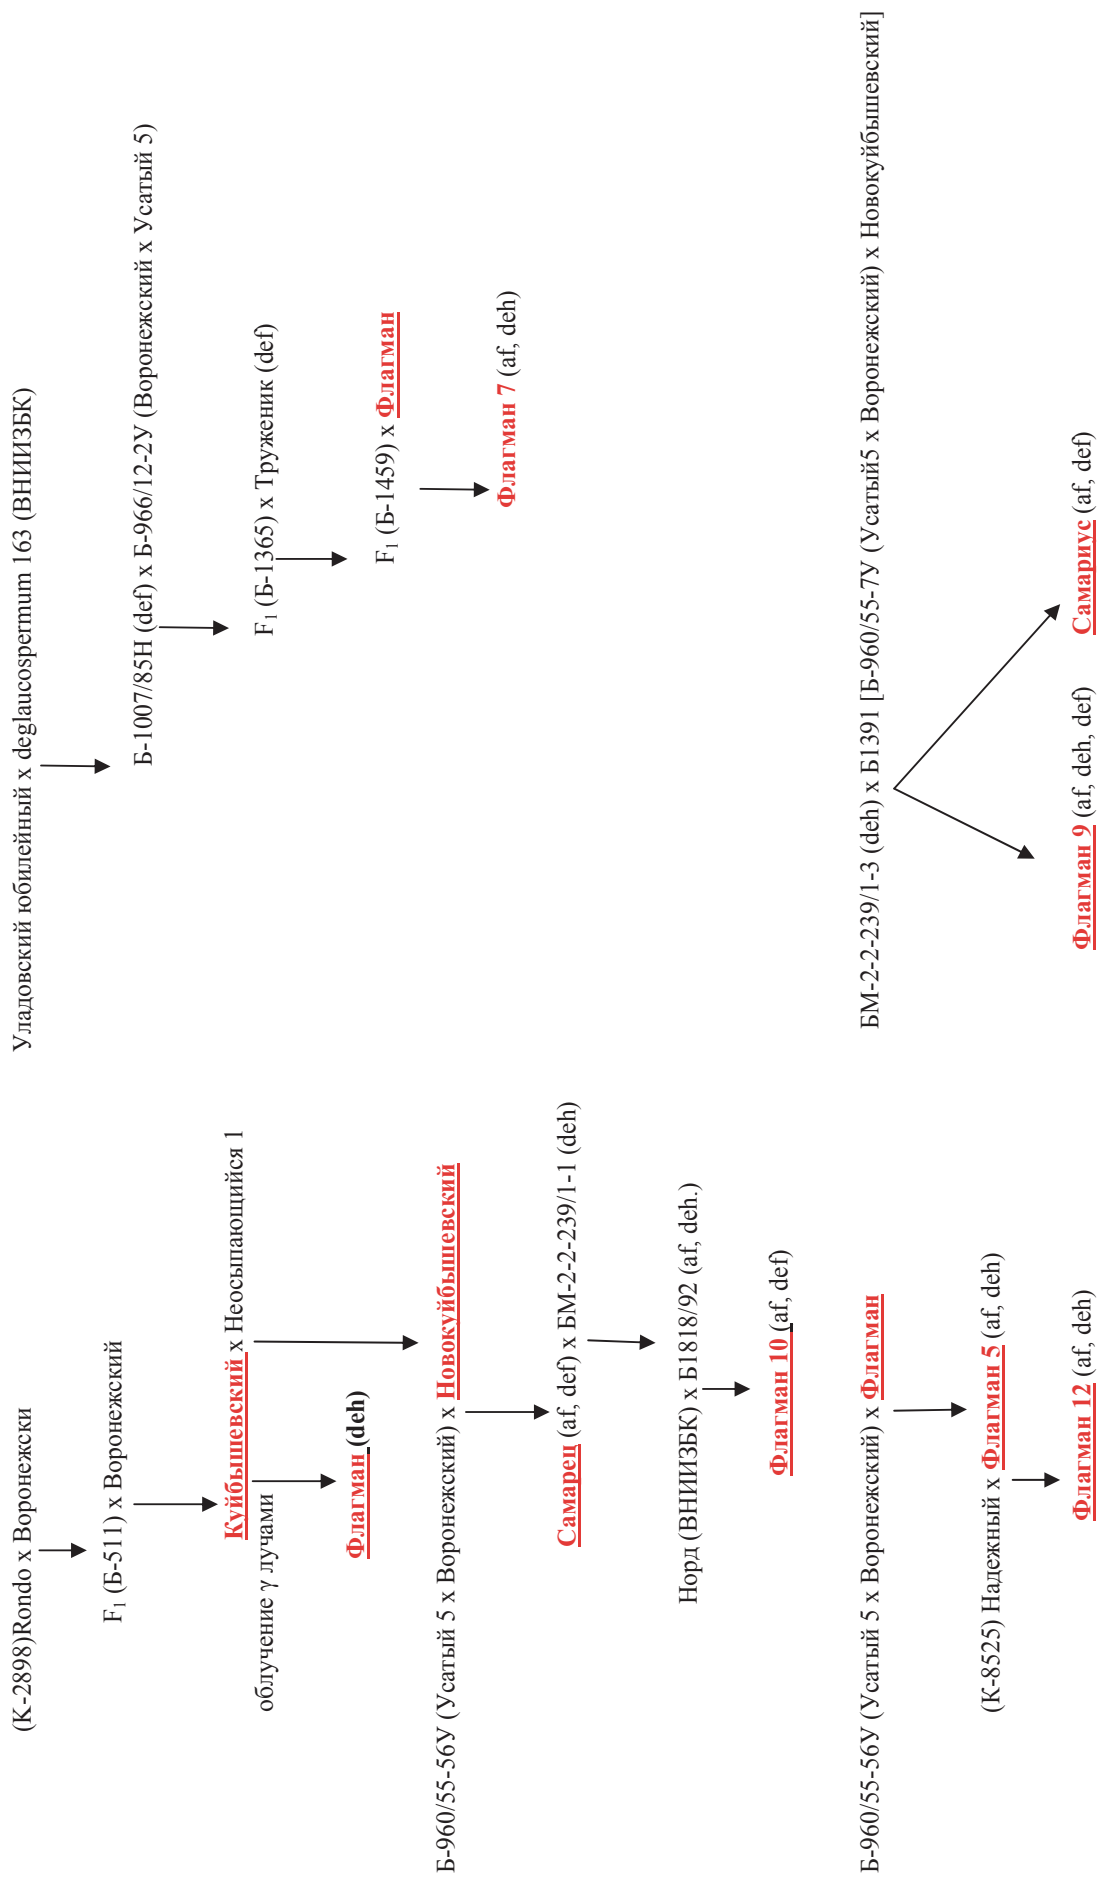 (К-2898)Rondo х Воронежски
F1 (Б-511) х Воронежский
Куйбышевский х Неосыпающийся 1
облучение γ лучами
Флагман (deh)
Б-960/55-56У (Усатый 5 х Воронежский) х Новокуйбышевский
Самарец (af, def) х БМ-2-2-239/1-1 (deh)
Норд (ВНИИЗБК) х Б1818/92 (af, deh.)
Флагман 10 (af, def)
Б-960/55-56У (Усатый 5 х Воронежский) х Флагман
(К-8525) Надежный х Флагман 5 (af, deh)
Флагман 12 (af, deh)
Уладовский юбилейный х deglaucospermum 163 (ВНИИЗБК)
Б-1007/85Н (def) х Б-966/12-2У (Воронежский х Усатый 5)
F1 (Б-1365) х Труженик (def)
F1 (Б-1459) х Флагман
Флагман 7 (af, deh)
БМ-2-2-239/1-3 (deh) х Б1391 [Б-960/55-7У (Усатый5 х Воронежский) х Новокуйбышевский]
Флагман 9 (af, deh, def)
Самариус (af, def)